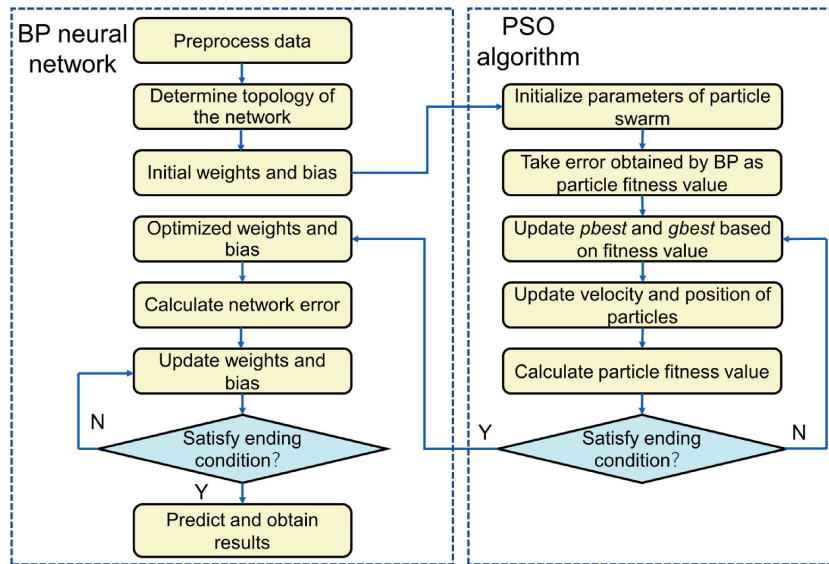 BP neural
network
Preprocess data
Determine topology of
the network
Initial weights and bias
Optimized weights and
bias
Calculate network error
Update weights and
bias
N
Satisfy ending
condition?
Y
Predict and obtain
results
PSO
algorithm
Initialize parameters of particle
swarm
Take error obtained by BP as
particle fitness value
Update pbest and gbest based
on fitness value
Update velocity and position of
particles
Calculate particle fitness value
Y
Satisfy ending
condition?
N